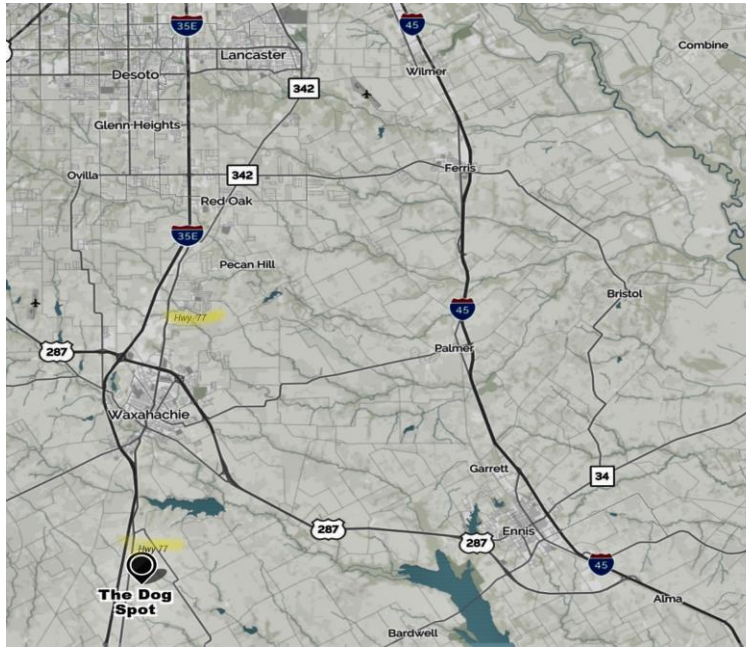 35E
45
Lancaster
Combine
Desoto
Wilmer
342
Glenn Heights
Ferris
Ovilla
342
Red Oak
35E
Pecan Hill
Bristol
45
Hwy 77
Palmer
287
Waxahachie
Garrett
34
287
Ennis
287
Hwy 77
45
The Dog
Spot
Alma
Bardwell